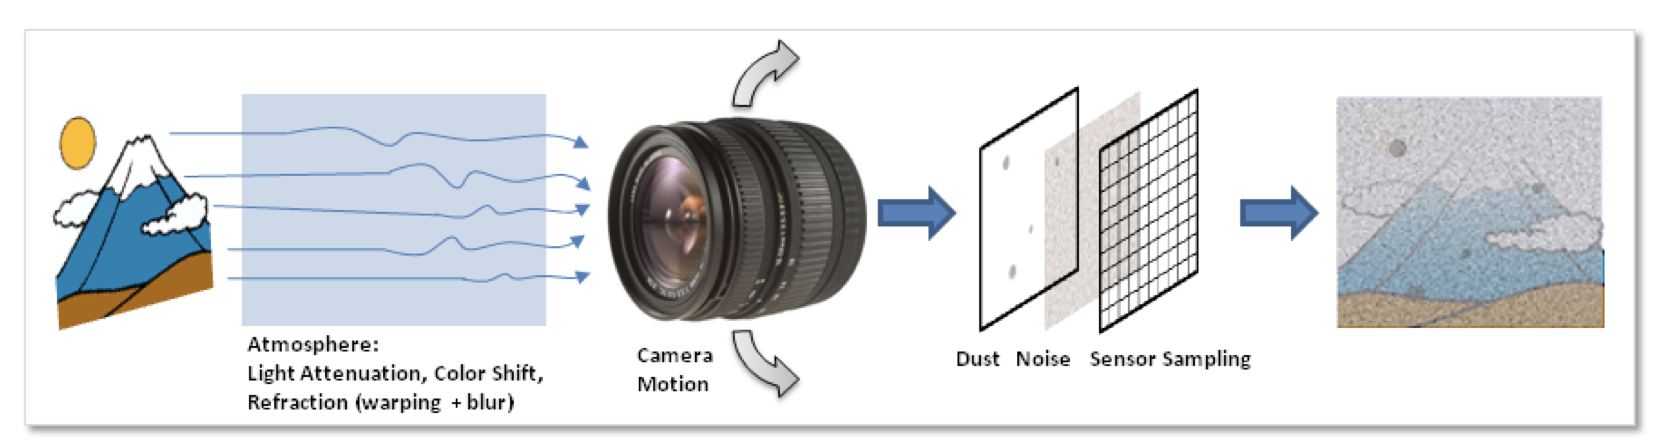 Atmosphere:
Light Attenuation, Color Shift,
Refraction (warping + blur)
Camera
Motion
Dust Noise Sensor Sampling